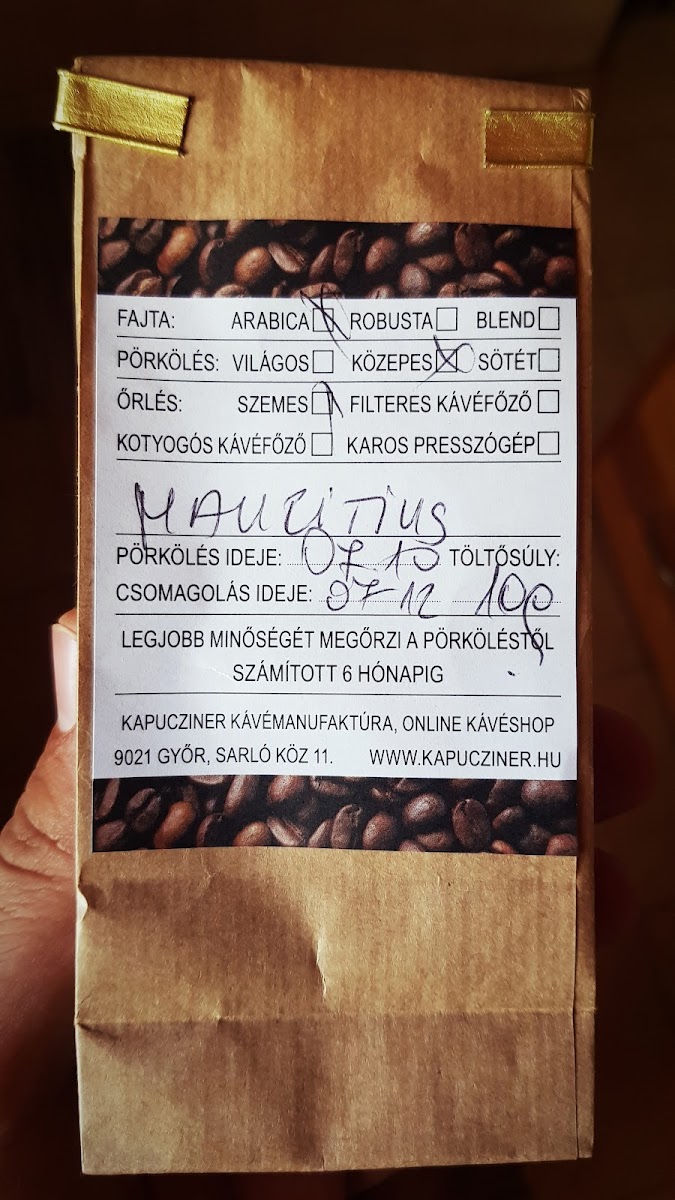 FAJTA: ARABICA ROBUSTA BLEND
PÖRKÖLÉS: VILÁGOS KÖZEPES SÖTÉT
ŐRLÉS: SZEMES FILTERES KÁVÉFŐZŐ
KOTYOGÓS KÁVÉFŐZŐ KAROS PRESSZÓGÉP
MAURITIUS
PÖRKÖLÉS IDEJE: 07.10 TÖLTŐSÚLY:
CSOMAGOLÁS IDEJE: 07 12 100g
LEGJOBB MINŐSÉGÉT MEGŐRZI A PÖRKÖLÉSTŐL
SZÁMÍTOTT 6 HÓNAPIG
KAPUCZINER KÁVÉMANUFAKTÚRA, ONLINE KÁVÉSHOP
9021 GYŐR, SARLÓ KÖZ 11. WWW.KAPUCZINER.HU